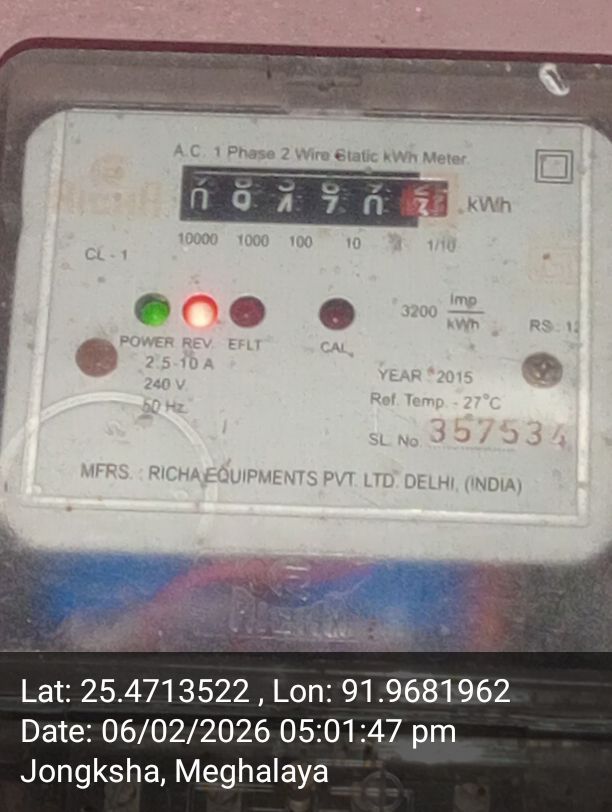 A.C. 1 Phase 2 Wire Static kWh Meter
kWh
10000 1000 100 10 1/10
CL - 1
3200 Imp/kWh
POWER REV. EFLT CAL.
2.5-10 A
240 V.
50 Hz.
YEAR : 2015
Ref. Temp. - 27°C
SL. No. 357534
MFRS. : RICHA EQUIPMENTS PVT. LTD. DELHI, (INDIA)
Lat: 25.4713522 , Lon: 91.9681962
Date: 06/02/2026 05:01:47 pm
Jongksha, Meghalaya